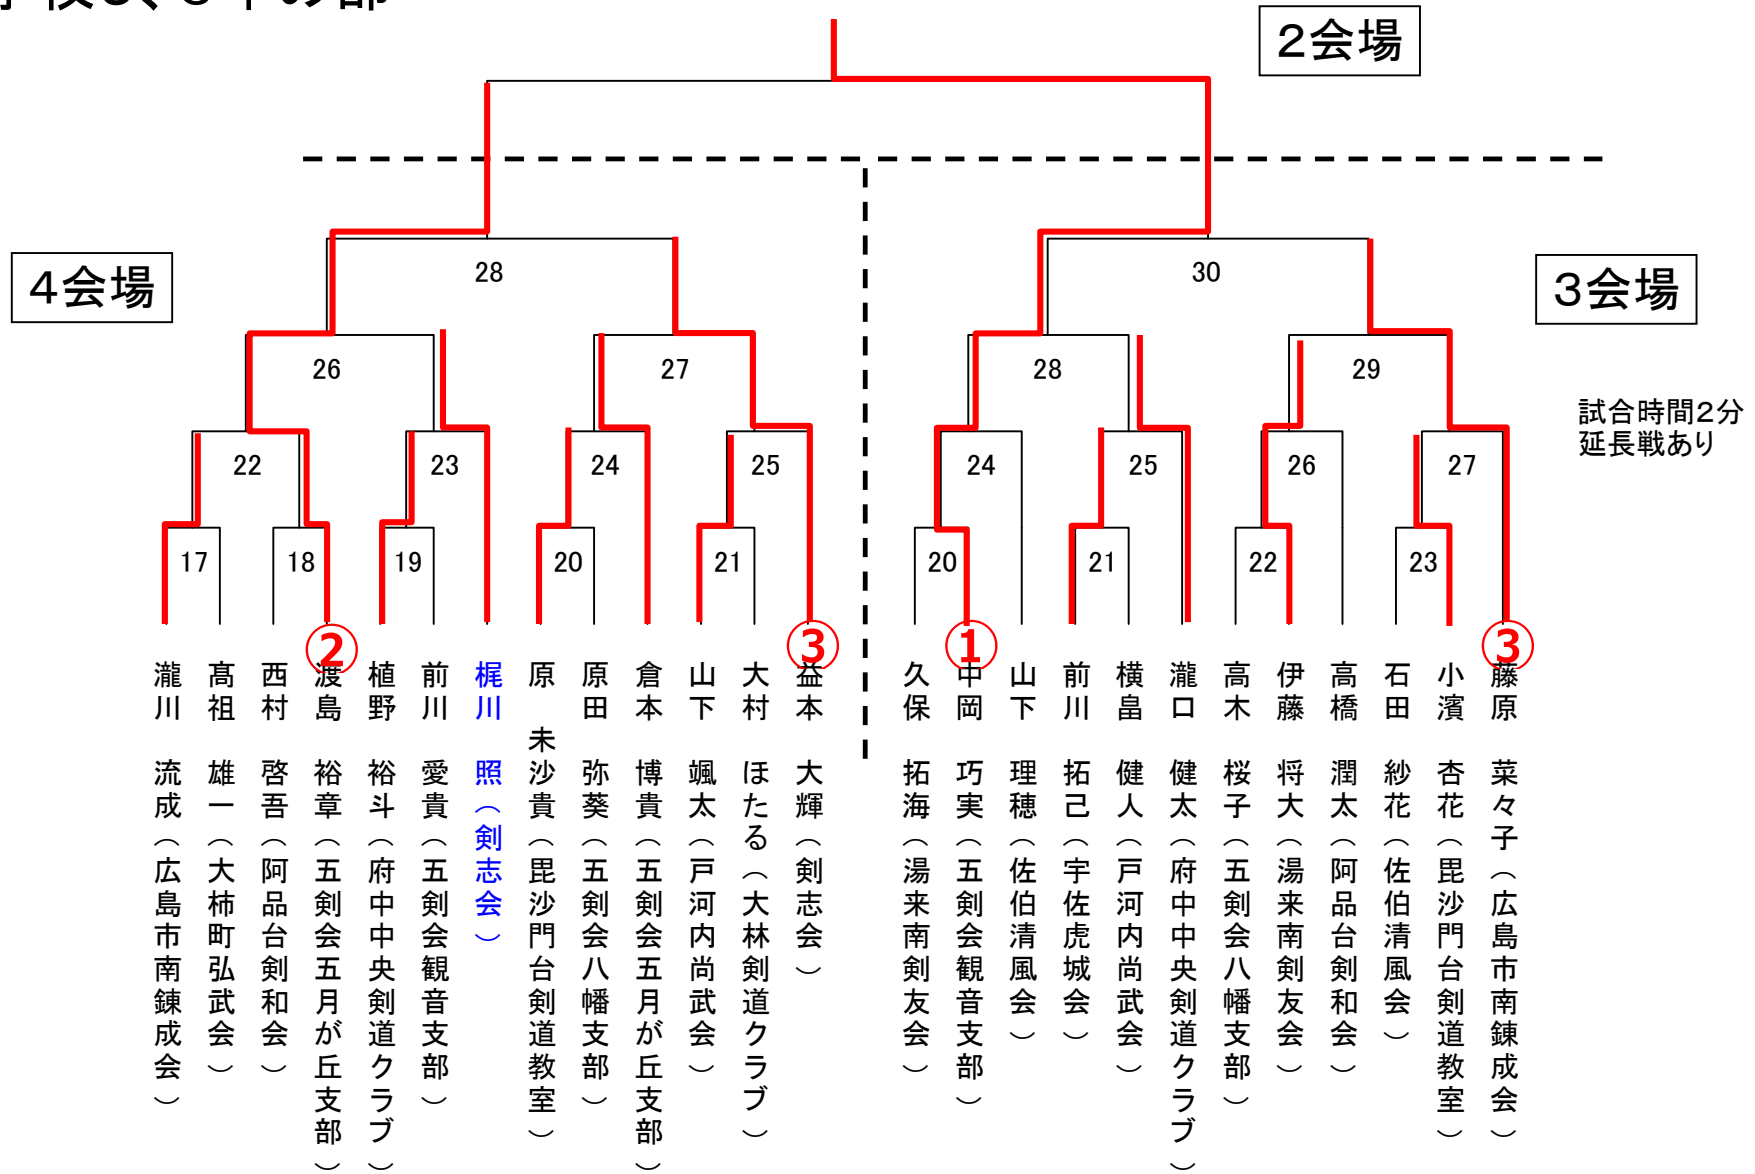 2会場
4会場
3会場
28
30
26
27
28
29
試合時間2分
延長戦あり
22
23
24
25
24
25
26
27
17
18
19
20
21
20
21
22
23
②
③
①
③
瀧川 流成(広島市南錬成会)
髙祖 雄一(大柿町弘武会)
西村 啓吾(阿品台剣和会)
渡島 裕章(五剣会五月が丘支部)
植野 裕斗(府中中央剣道クラブ)
前川 愛貴(五剣会観音支部)
梶川 照(剣志会)
原 未沙貴(毘沙門台剣道教室)
原田 弥葵(五剣会八幡支部)
倉本 博貴(五剣会五月が丘支部)
山下 颯太(戸河内尚武会)
大村 ほたる(大林剣道クラブ)
益本 大輝(剣志会)
久保 拓海(湯来南剣友会)
中岡 巧実(五剣会観音支部)
山下 理穂(佐伯清風会)
前川 拓己(宇佐虎城会)
横畠 健人(戸河内尚武会)
瀧口 健太(府中中央剣道クラブ)
高木 桜子(五剣会八幡支部)
伊藤 将大(湯来南剣友会)
高橋 潤太(阿品台剣和会)
石田 紗花(佐伯清風会)
小濱 杏花(毘沙門台剣道教室)
藤原 菜々子(広島市南錬成会)